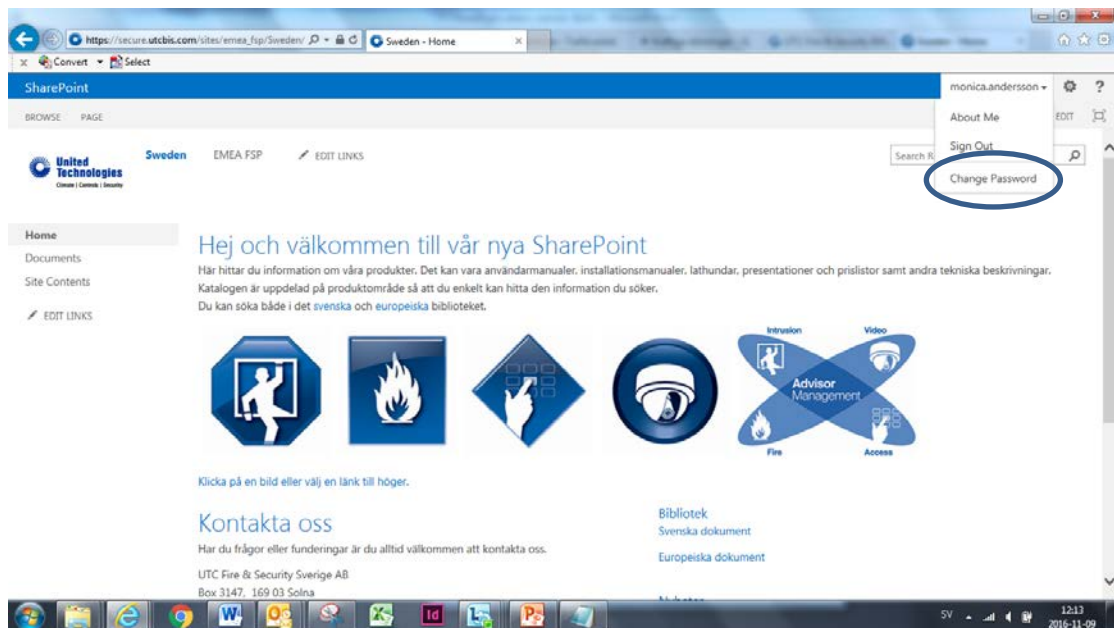 https://secure.utcbis.com/sites/emea_fsp/Sweden/
Sweden - Home
Convert
Select
SharePoint
monica.andersson
?
BROWSE
PAGE
About Me
EDIT
Sign Out
Change Password
United
Technologies
Climate | Controls | Security
Sweden
EMEA FSP
EDIT LINKS
Search
Home
Documents
Site Contents
EDIT LINKS
Hej och välkommen till vår nya SharePoint
Här hittar du information om våra produkter. Det kan vara användarmanualer, installationsmanualer, lathundar, presentationer och prislistor samt andra tekniska beskrivningar.
Katalogen är uppdelad på produktområde så att du enkelt kan hitta den information du söker.
Du kan söka både i det svenska och europeiska biblioteket.
Intrusion
Video
Advisor
Management
Fire
Access
Klicka på en bild eller välj en länk till höger.
Kontakta oss
Har du frågor eller funderingar är du alltid välkommen att kontakta oss.
UTC Fire & Security Sverige AB
Box 3147, 169 03 Solna
Bibliotek
Svenska dokument
Europeiska dokument
SV
12:13
2016-11-09